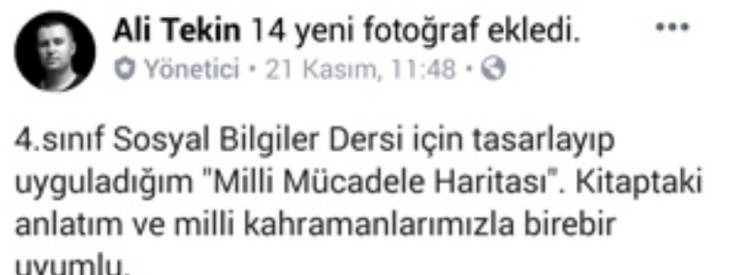 Ali Tekin 14 yeni fotoğraf ekledi.
Yönetici · 21 Kasım, 11:48 ·
4.sınıf Sosyal Bilgiler Dersi için tasarlayıp
uyguladığım "Milli Mücadele Haritası". Kitaptaki
anlatım ve milli kahramanlarımızla birebir
uyumlu.